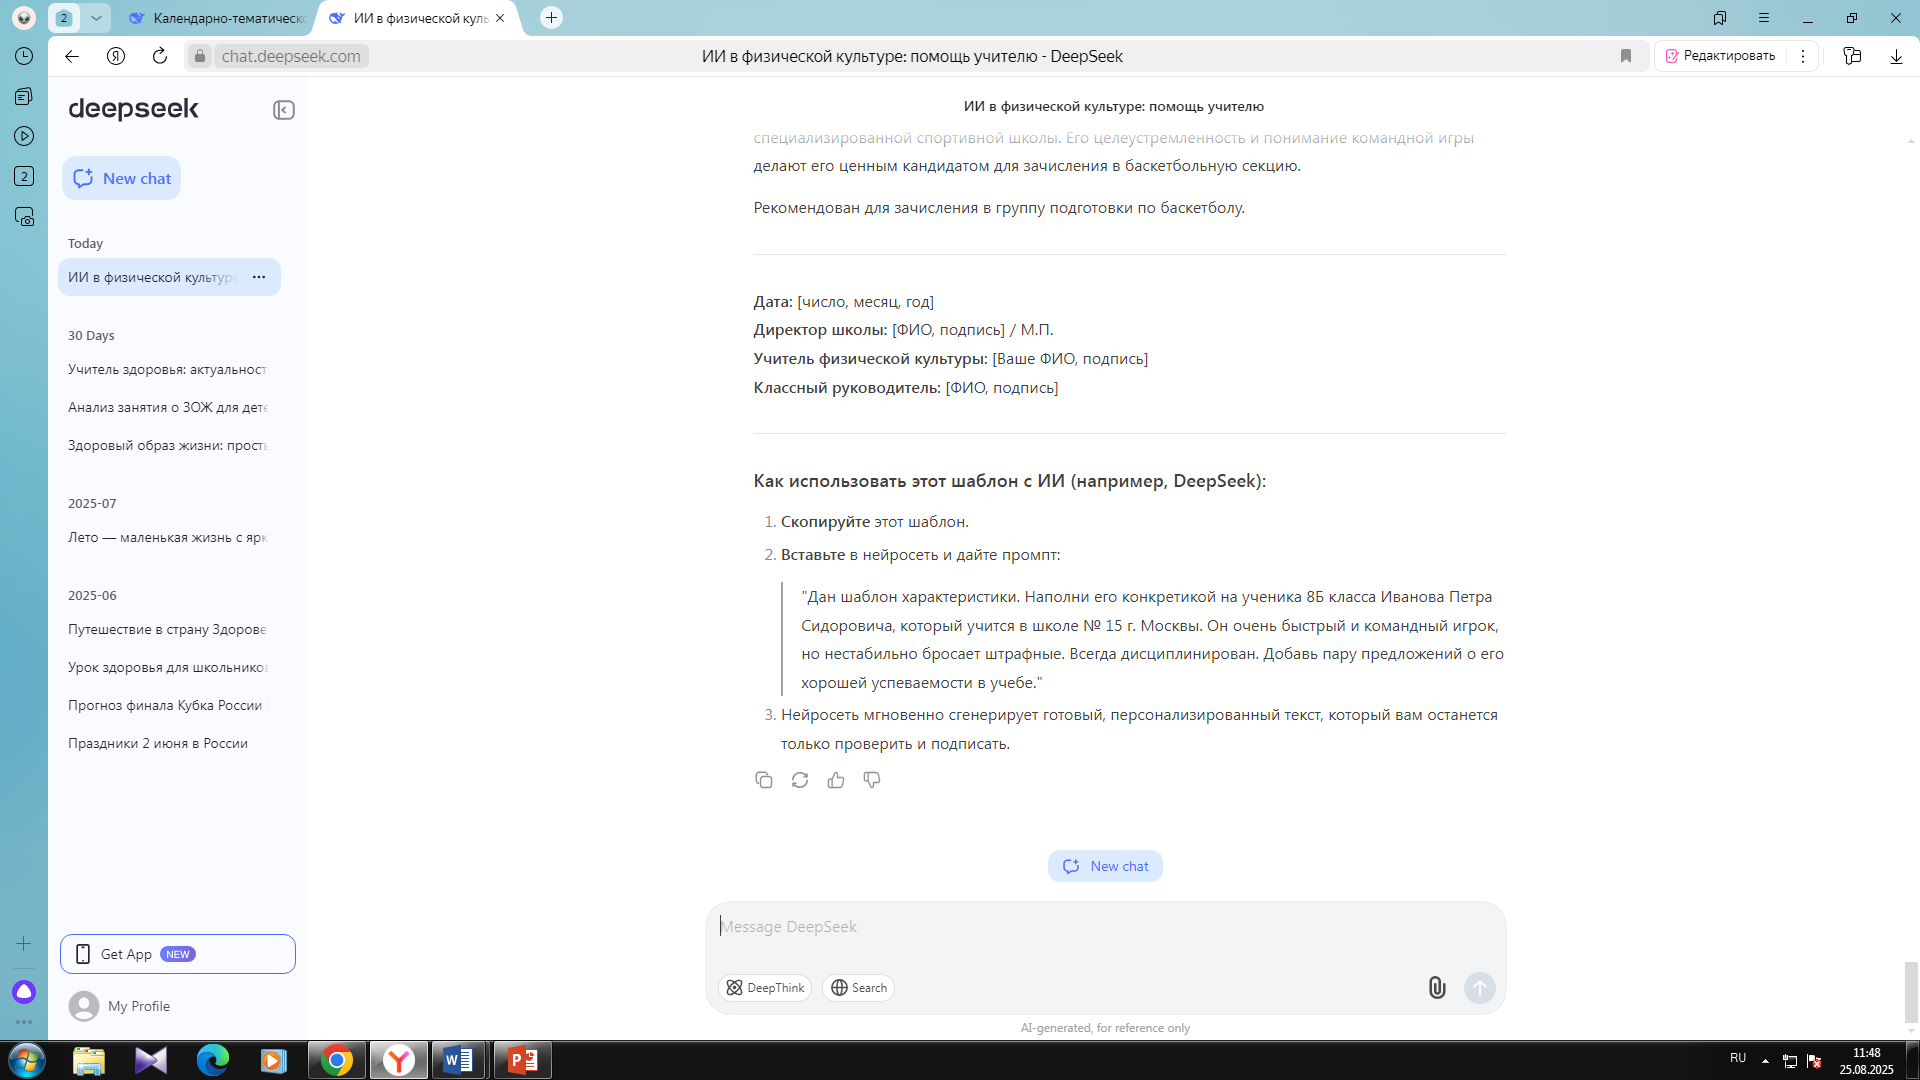 2
Календарно-тематическо
ИИ в физической куль
chat.deepseek.com
ИИ в физической культуре: помощь учителю - DeepSeek
Редактировать
2
deepseek
New chat
Today
ИИ в физической культуре
30 Days
Учитель здоровья: актуальност
Анализ занятия о ЗОЖ для дете
Здоровый образ жизни: прость
2025-07
Лето — маленькая жизнь с ярк
2025-06
Путешествие в страну Здорове
Урок здоровья для школьников
Прогноз финала Кубка России
Праздники 2 июня в России
Get App NEW
My Profile
ИИ в физической культуре: помощь учителю
специализированной спортивной школы. Его целеустремленность и понимание командной игры
делают его ценным кандидатом для зачисления в баскетбольную секцию.
Рекомендован для зачисления в группу подготовки по баскетболу.
Дата: [число, месяц, год]
Директор школы: [ФИО, подпись] / М.П.
Учитель физической культуры: [Ваше ФИО, подпись]
Классный руководитель: [ФИО, подпись]
Как использовать этот шаблон с ИИ (например, DeepSeek):
1. Скопируйте этот шаблон.
2. Вставьте в нейросеть и дайте промпт:
"Дан шаблон характеристики. Наполни его конкретикой на ученика 8Б класса Иванова Петра
Сидоровича, который учится в школе № 15 г. Москвы. Он очень быстрый и командный игрок,
но нестабильно бросает штрафные. Всегда дисциплинирован. Добавь пару предложений о его
хорошей успеваемости в учебе."
3. Нейросеть мгновенно сгенерирует готовый, персонализированный текст, который вам останется
только проверить и подписать.
New chat
Message DeepSeek
DeepThink
Search
AI-generated, for reference only
RU
11:48
25.08.2025